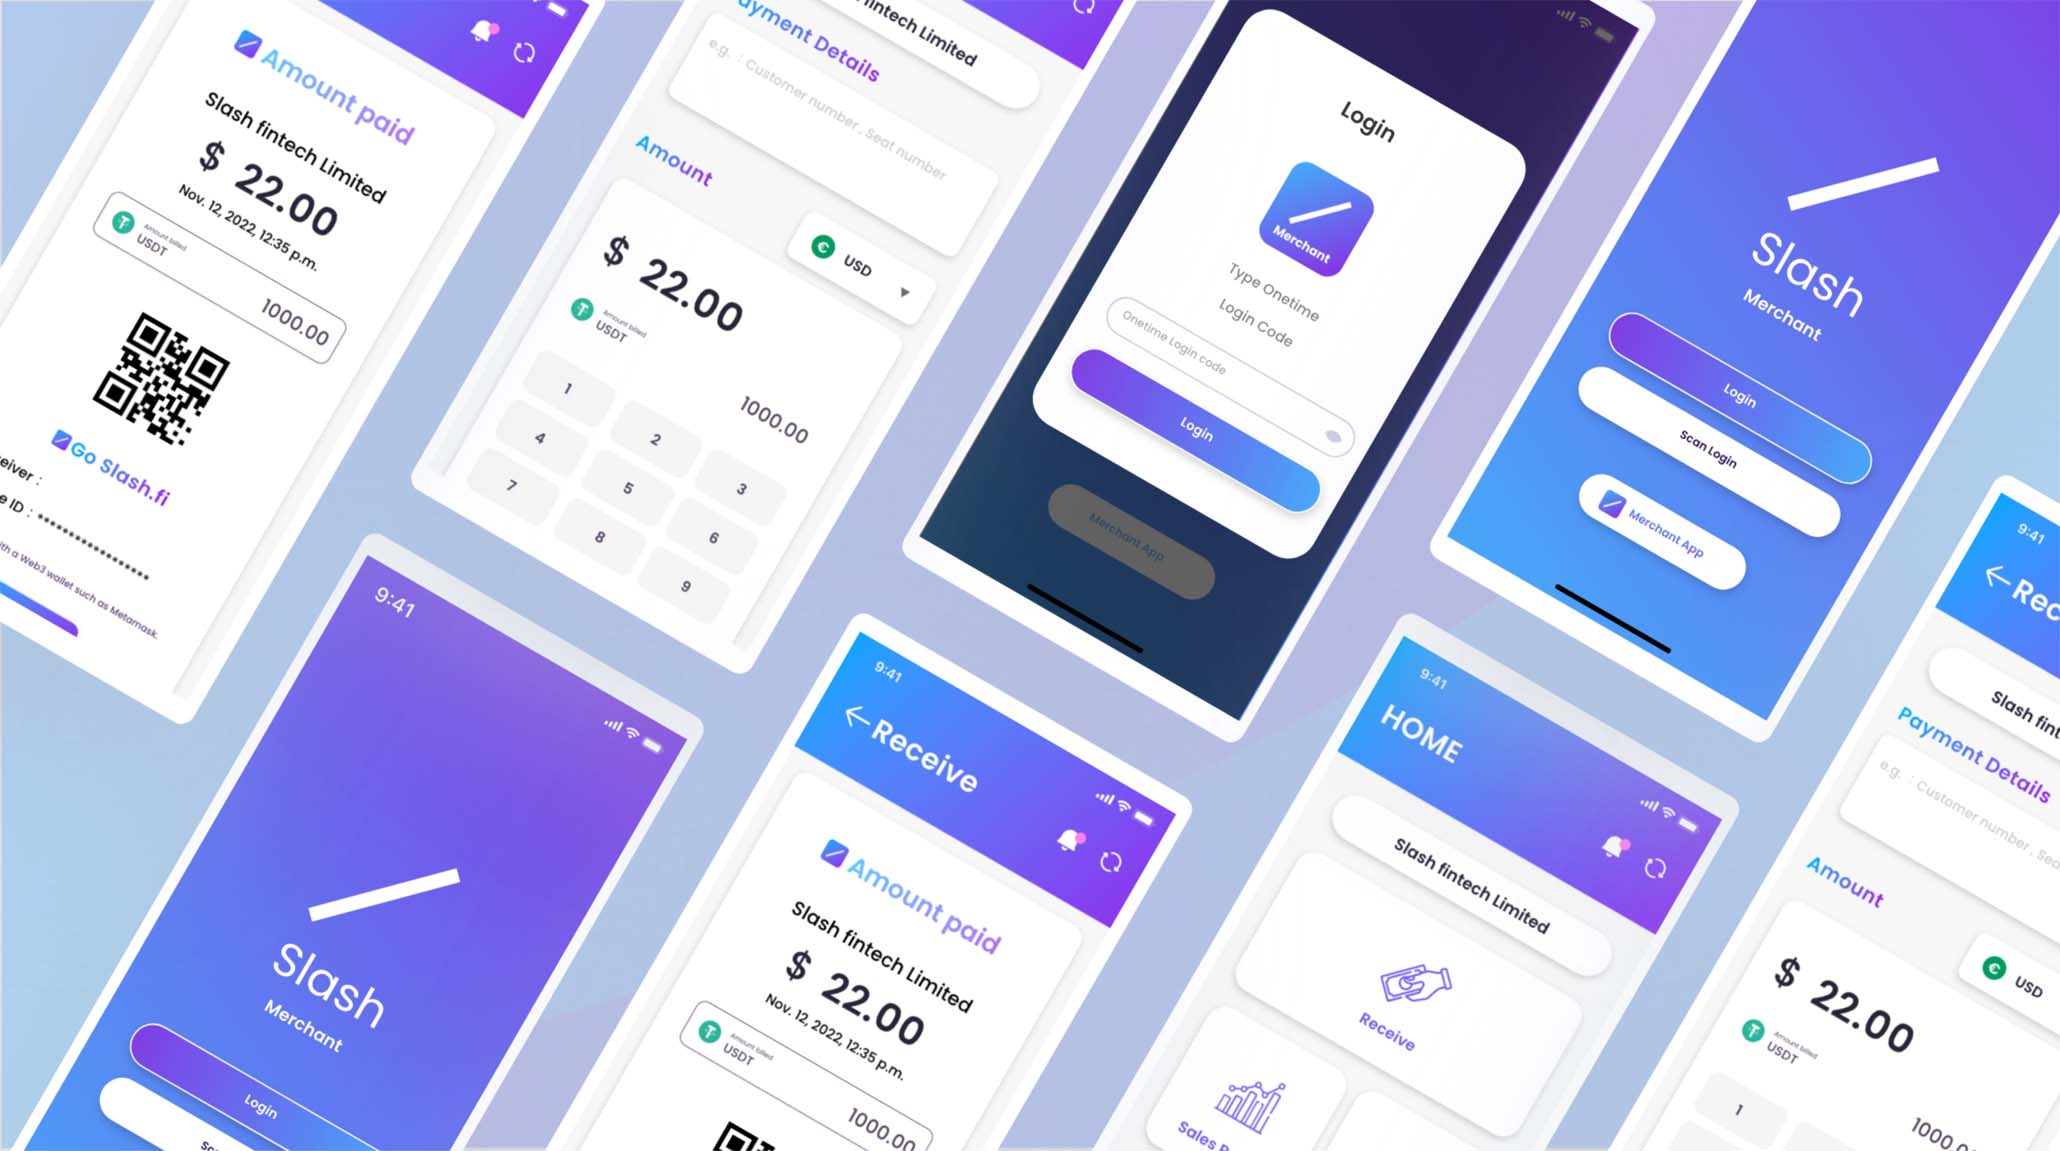 Amount paid
Slash fintech Limited
$ 22.00
Nov. 12, 2022, 12:35 p.m.
Amount billed
USDT
1000.00
Go Slash.fi
eiver :
e ID : ****************
ith a Web3 wallet such as Metamask.
fintech Limited
ayment Details
e.g. : Customer number , Seat number
Amount
USD
$ 22.00
Amount billed
USDT
1000.00
1
2
3
4
5
6
7
8
9
Login
Merchant
Type Onetime
Login Code
Onetime Login code
Login
Merchant App
Slash
Merchant
Login
Scan Login
Merchant App
9:41
Slash
Merchant
Login
Sc
9:41
Receive
Amount paid
Slash fintech Limited
$ 22.00
Nov. 12, 2022, 12:35 p.m.
Amount billed
USDT
1000.00
9:41
HOME
Slash fintech Limited
Receive
Sales R
9:41
Rec
Slash fin
Payment Details
e.g. : Customer number , Sea
Amount
USD
$ 22.00
Amount billed
USDT
1000.0
1